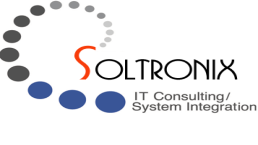 SOLTRONIX
IT Consulting/
System Integration